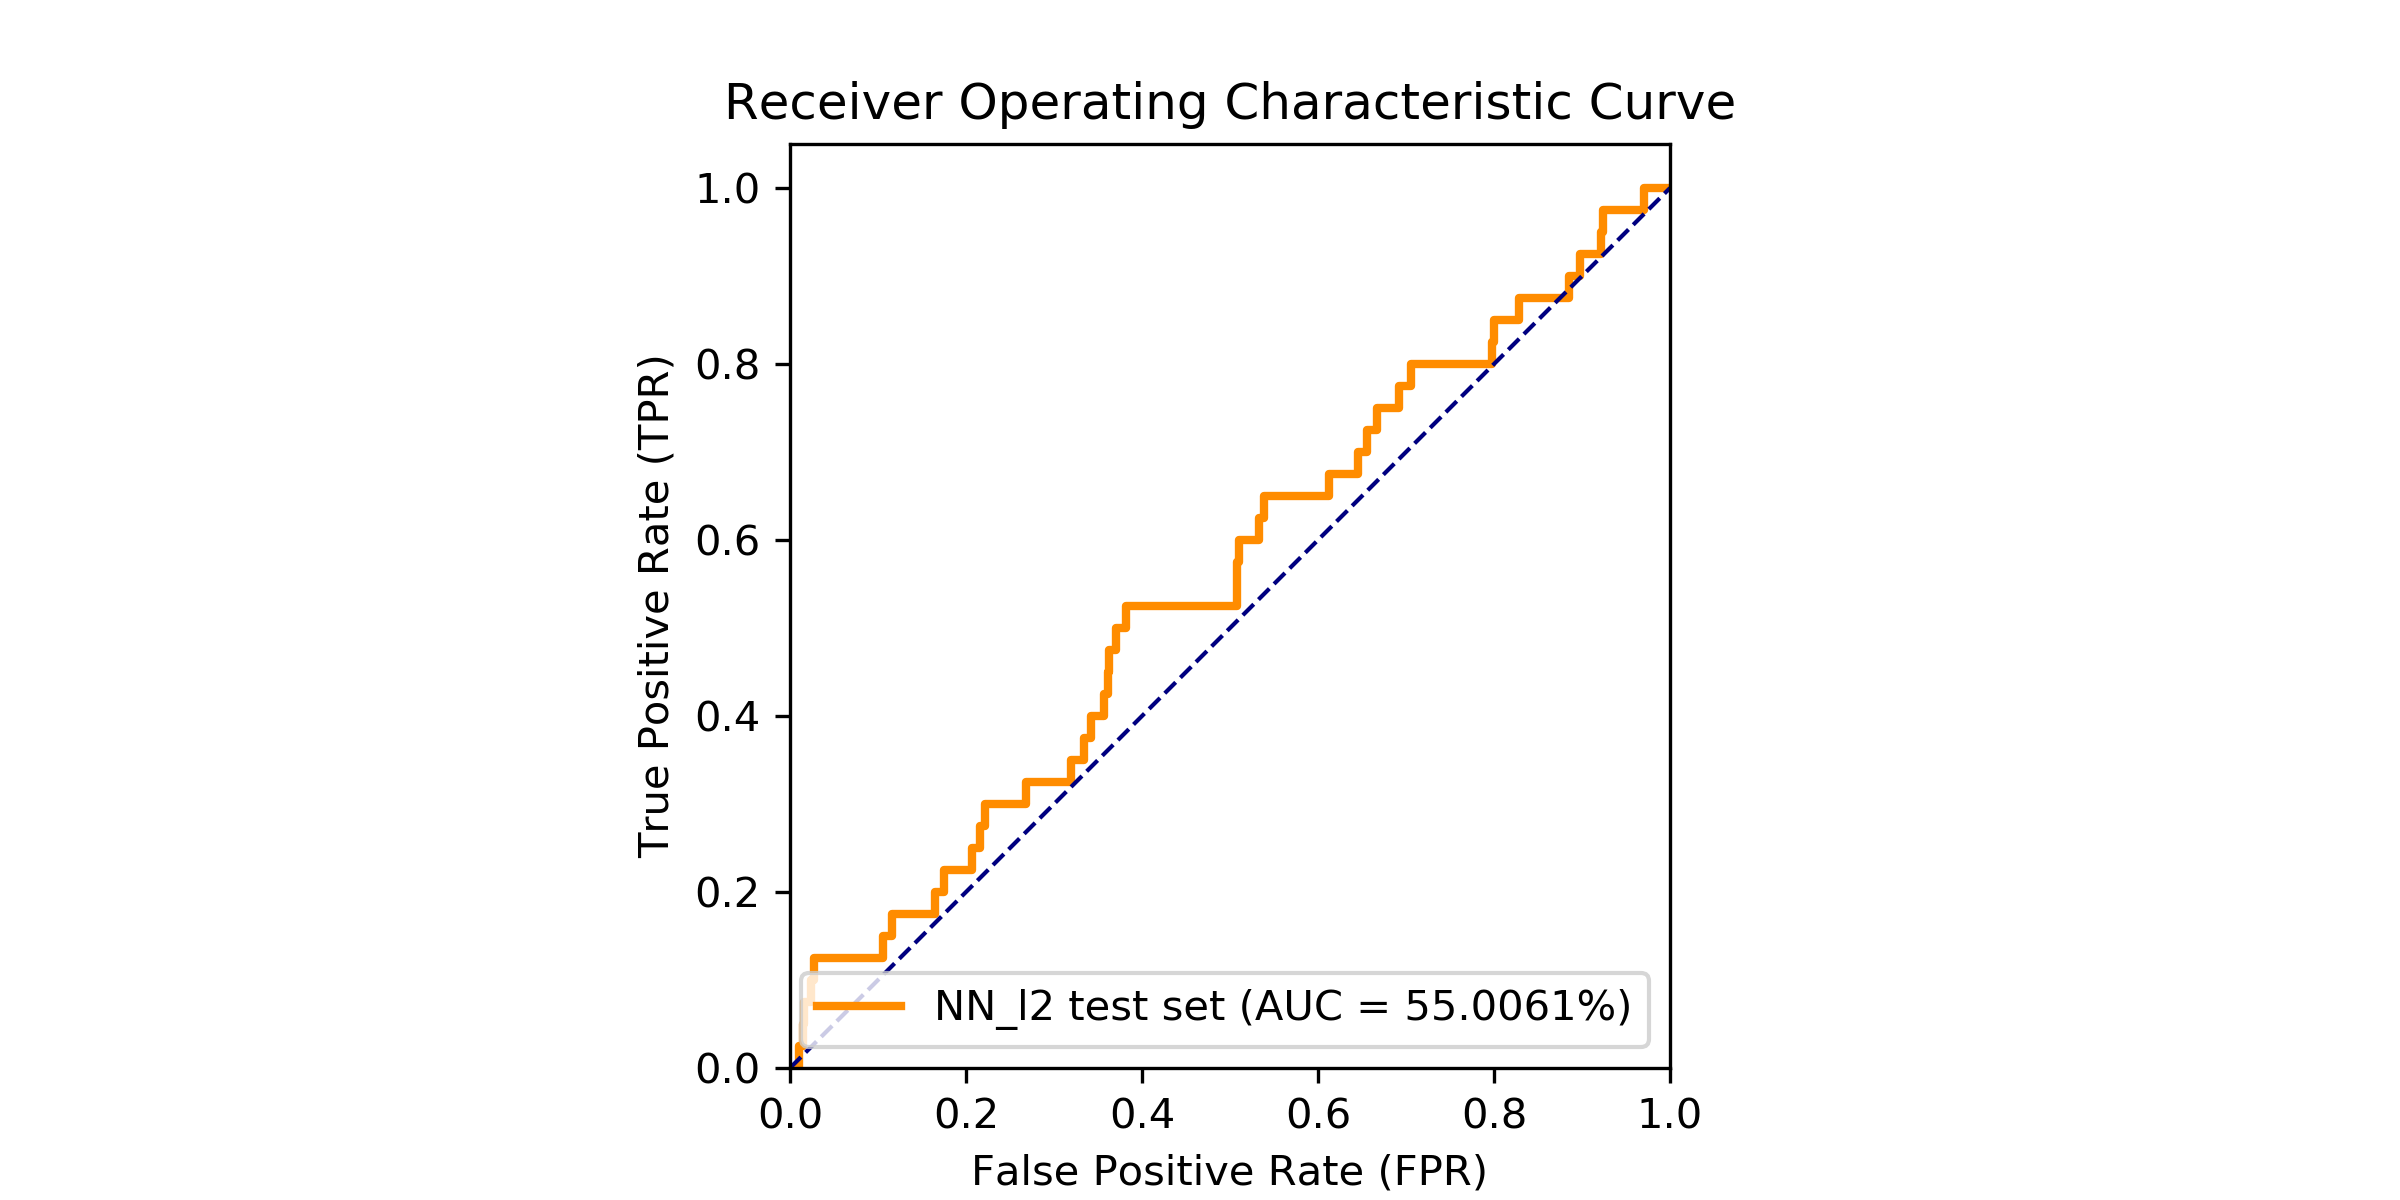 Receiver Operating Characteristic Curve
1.0
0.8
0.6
0.4
0.2
0.0
True Positive Rate (TPR)
NN_l2 test set (AUC = 55.0061%)
0.0 0.2 0.4 0.6 0.8 1.0
False Positive Rate (FPR)